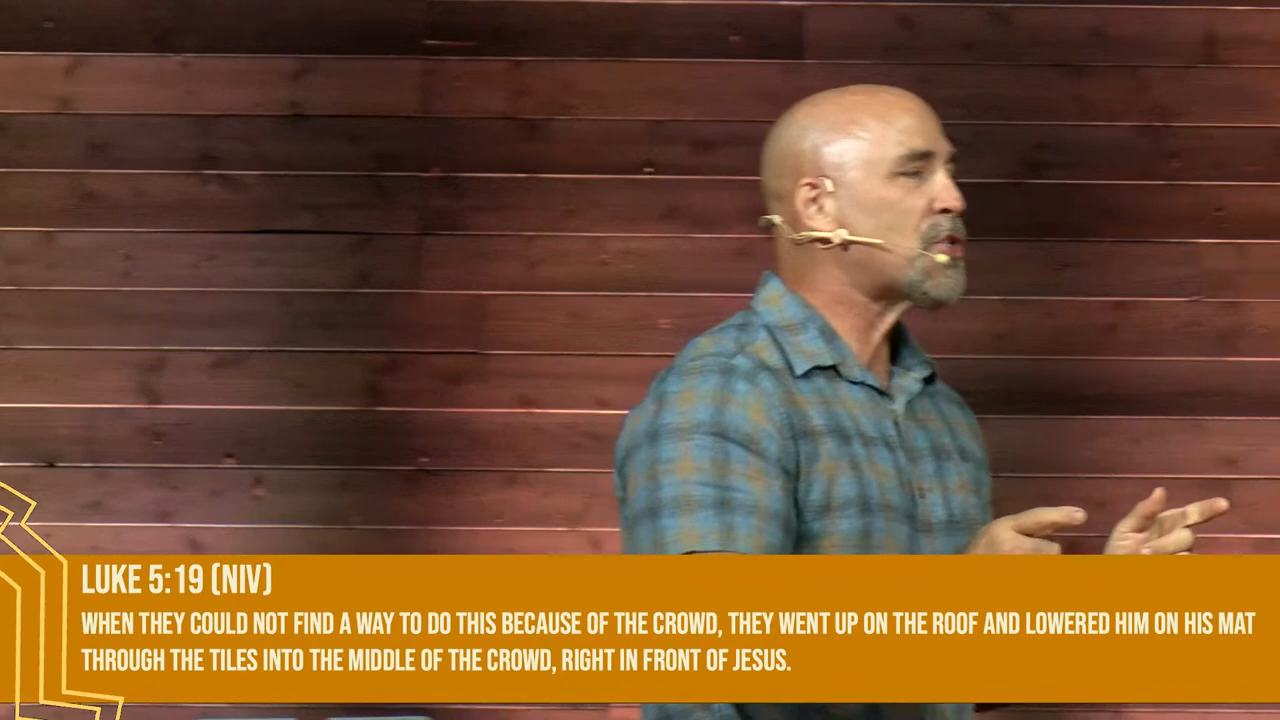 LUKE 5:19 (NIV)
WHEN THEY COULD NOT FIND A WAY TO DO THIS BECAUSE OF THE CROWD, THEY WENT UP ON THE ROOF AND LOWERED HIM ON HIS MAT
THROUGH THE TILES INTO THE MIDDLE OF THE CROWD, RIGHT IN FRONT OF JESUS.